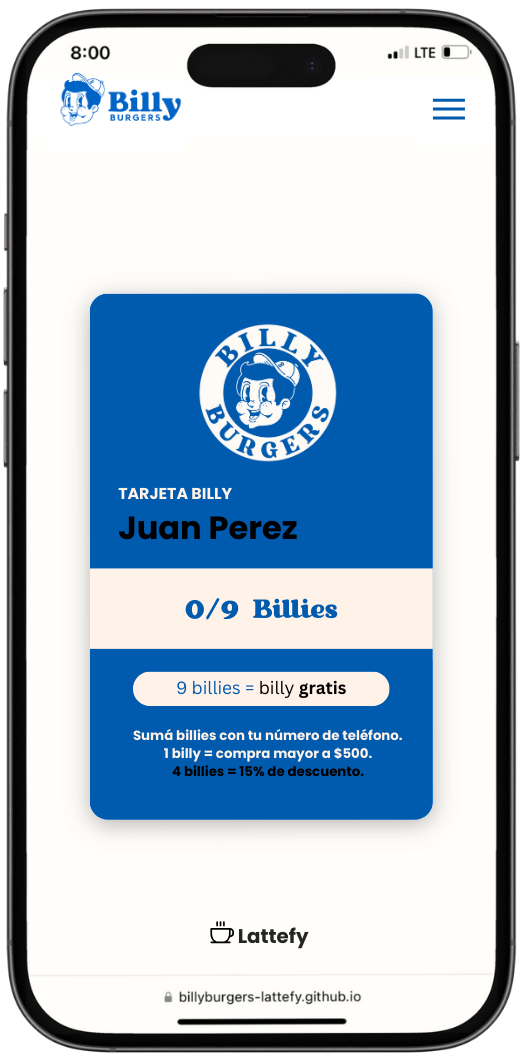 8:00 LTE
Billy
BURGERS
BILLY
BURGERS
TARJETA BILLY
Juan Perez
0/9 Billies
9 billies = billy gratis
Sumá billies con tu número de teléfono.
1 billy = compra mayor a $500.
4 billies = 15% de descuento.
Lattefy
billyburgers-lattefy.github.io